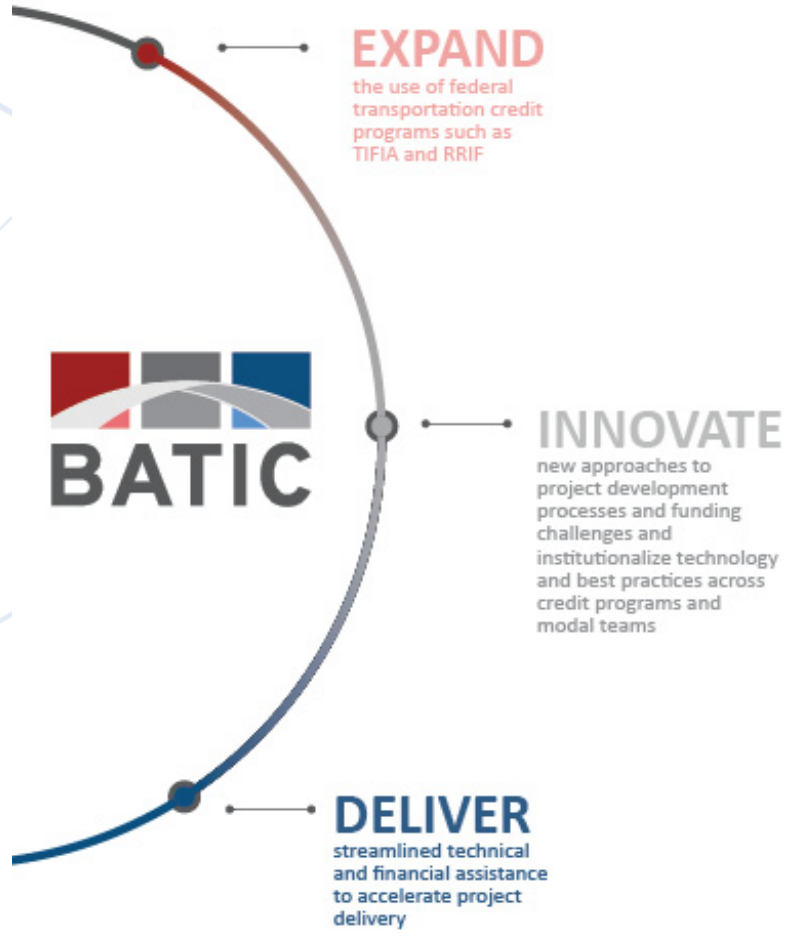 EXPAND
the use of federal
transportation credit
programs such as
TIFIA and RRIF
BATIC
INNOVATE
new approaches to
project development
processes and funding
challenges and
institutionalize technology
and best practices across
credit programs and
modal teams
DELIVER
streamlined technical
and financial assistance
to accelerate project
delivery